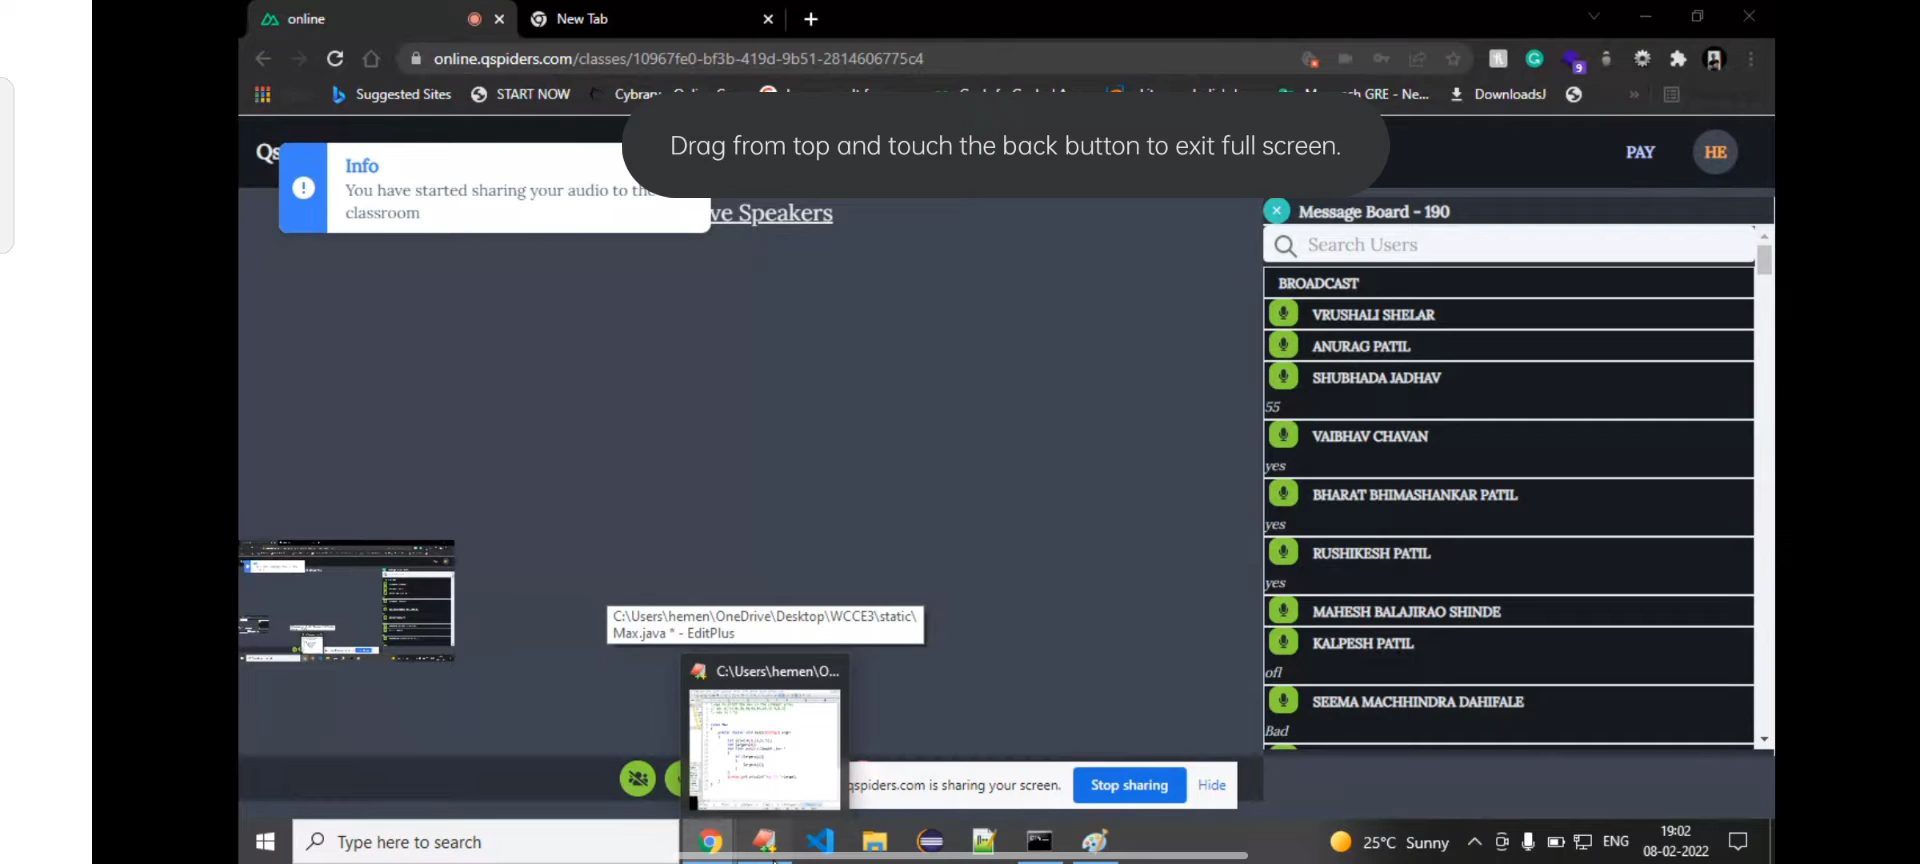 online
New Tab
online.qspiders.com/classes/10967fe0-bf3b-419d-9b51-2814606775c4
9
Suggested Sites
START NOW
DownloadsJ
GRE - Ne...
Drag from top and touch the back button to exit full screen.
Qs
PAY
HE
Info
You have started sharing your audio to
classroom
Speakers
Message Board - 190
Search Users
BROADCAST
VRUSHALI SHELAR
ANURAG PATIL
SHUBHADA JADHAV
55
VAIBHAV CHAVAN
yes
BHARAT BHIMASHANKAR PATIL
yes
RUSHIKESH PATIL
yes
MAHESH BALAJIRAO SHINDE
KALPESH PATIL
ofl
SEEMA MACHHINDRA DAHIFALE
Bad
C:\Users\hemen\OneDrive\Desktop\WCCE3\static\
Max.java * - EditPlus
C:\Users\hemen\O...
qspiders.com is sharing your screen.
Stop sharing
Hide
Type here to search
25°C Sunny
ENG
19:02
08-02-2022